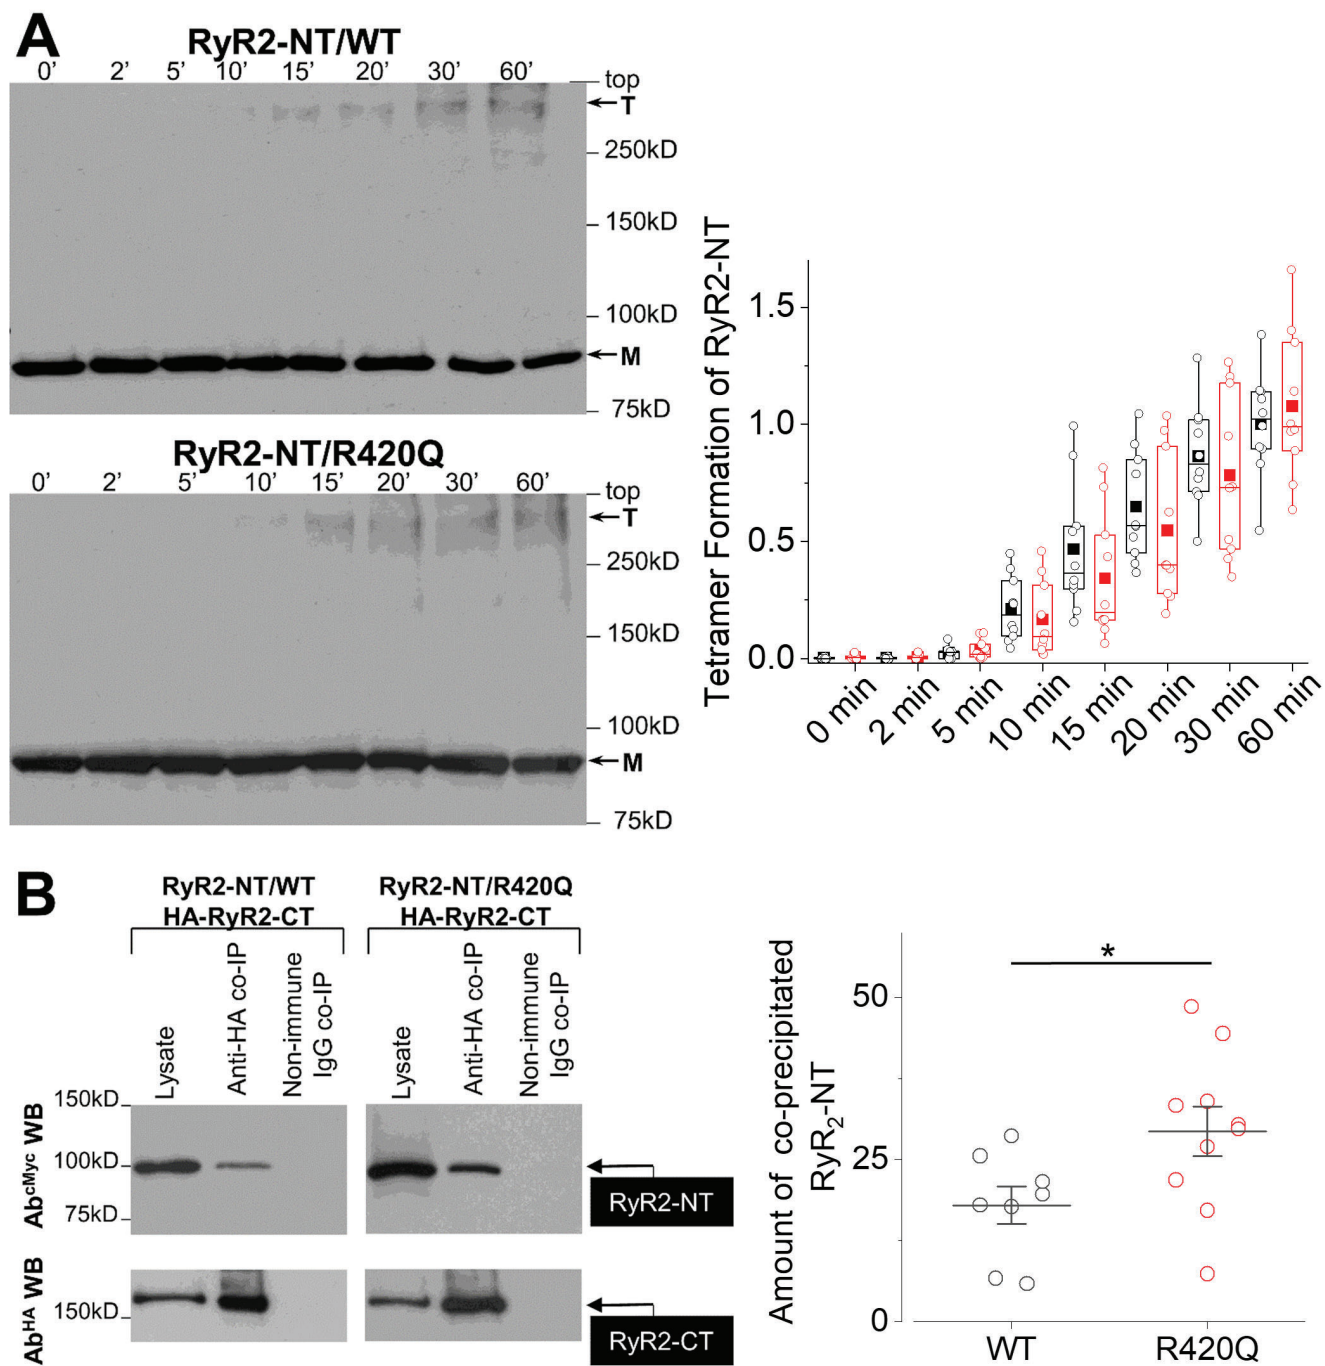 A
RyR2-NT/WT
0’ 2’ 5’ 10’ 15’ 20’ 30’ 60’
top
T
250kD
150kD
100kD
M
75kD
RyR2-NT/R420Q
0’ 2’ 5’ 10’ 15’ 20’ 30’ 60’
top
T
250kD
150kD
100kD
M
75kD
Tetramer Formation of RyR2-NT
1.5
1.0
0.5
0.0
0 min 2 min 5 min 10 min 15 min 20 min 30 min 60 min
B
RyR2-NT/WT
HA-RyR2-CT
RyR2-NT/R420Q
HA-RyR2-CT
Lysate
Anti-HA co-IP
Non-immune
IgG co-IP
Lysate
Anti-HA co-IP
Non-immune
IgG co-IP
AbcMyc WB
150kD
100kD
75kD
RyR2-NT
AbHA WB
150kD
RyR2-CT
Amount of co-precipitated
RyR2-NT
50
25
0
*
WT R420Q